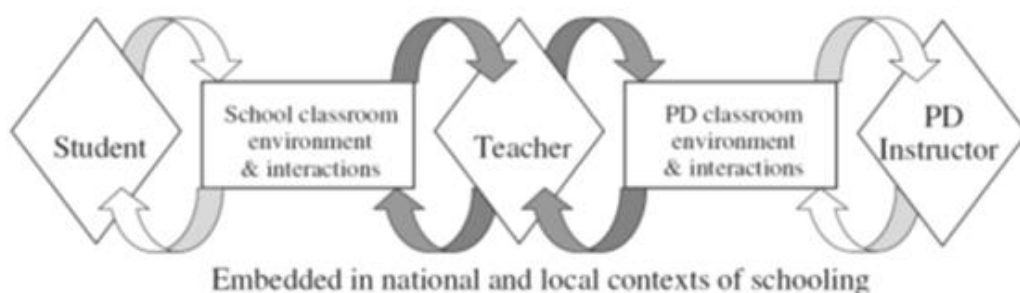 Student
School classroom
environment
& interactions
Teacher
PD classroom
environment
& interactions
PD
Instructor
Embedded in national and local contexts of schooling